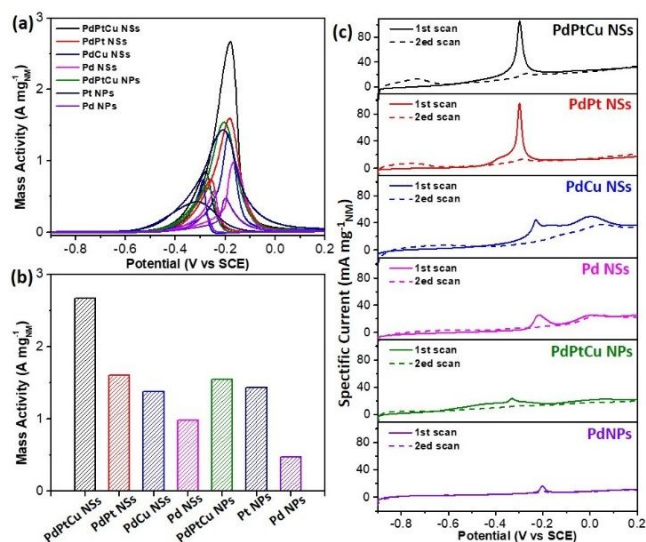 (a)
PdPtCu NSs
PdPt NSs
PdCu NSs
Pd NSs
PdPtCu NPs
Pt NPs
Pd NPs
Mass Activity (A mg⁻¹NM)
3
2
1
0
-0.8 -0.6 -0.4 -0.2 0.0 0.2
Potential (V vs SCE)
(b)
Mass Activity (A mg⁻¹NM)
3
2
1
0
PdPtCu NSs PdPt NSs PdCu NSs Pd NSs PdPtCu NPs Pt NPs Pd NPs
(c)
Spectific Current (mA mg⁻¹NM)
80
40
0
1st scan
2ed scan
PdPtCu NSs
80
40
0
1st scan
2ed scan
PdPt NSs
80
40
0
1st scan
2ed scan
PdCu NSs
80
40
0
1st scan
2ed scan
Pd NSs
80
40
0
1st scan
2ed scan
PdPtCu NPs
80
40
0
1st scan
2ed scan
PdNPs
-0.8 -0.6 -0.4 -0.2 0.0 0.2
Potential (V vs SCE)